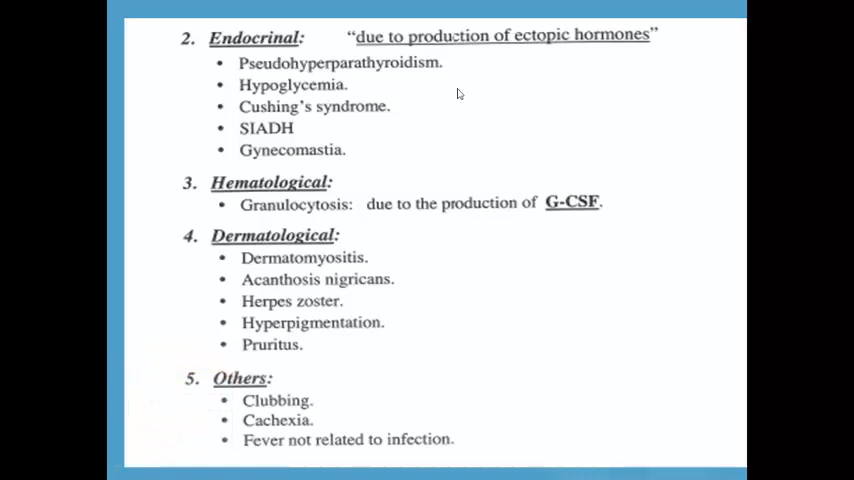 2. Endocrinal: “due to production of ectopic hormones”
• Pseudohyperparathyroidism.
• Hypoglycemia.
• Cushing’s syndrome.
• SIADH
• Gynecomastia.
3. Hematological:
• Granulocytosis: due to the production of G-CSF.
4. Dermatological:
• Dermatomyositis.
• Acanthosis nigricans.
• Herpes zoster.
• Hyperpigmentation.
• Pruritus.
5. Others:
• Clubbing.
• Cachexia.
• Fever not related to infection.